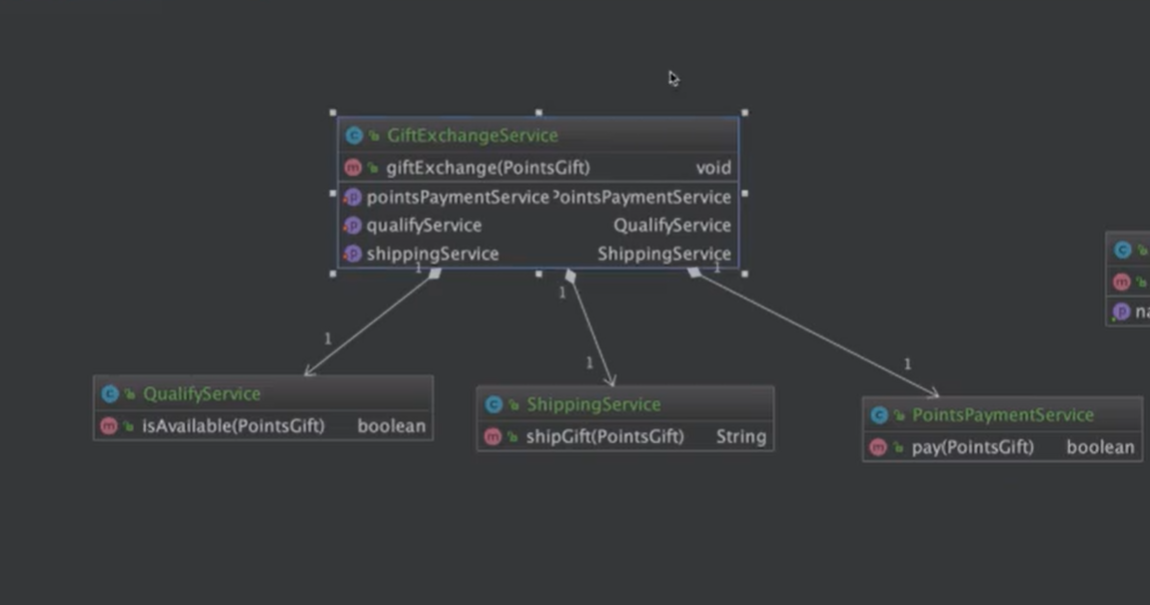 GiftExchangeService
giftExchange(PointsGift) void
pointsPaymentService PointsPaymentService
qualifyService QualifyService
shippingService ShippingService
1 1
1
1 1 1
QualifyService
isAvailable(PointsGift) boolean
ShippingService
shipGift(PointsGift) String
PointsPaymentService
pay(PointsGift) boolean